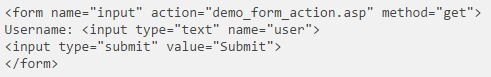 <form name="input" action="demo_form_action.asp" method="get">
Username: <input type="text" name="user">
<input type="submit" value="Submit">
</form>